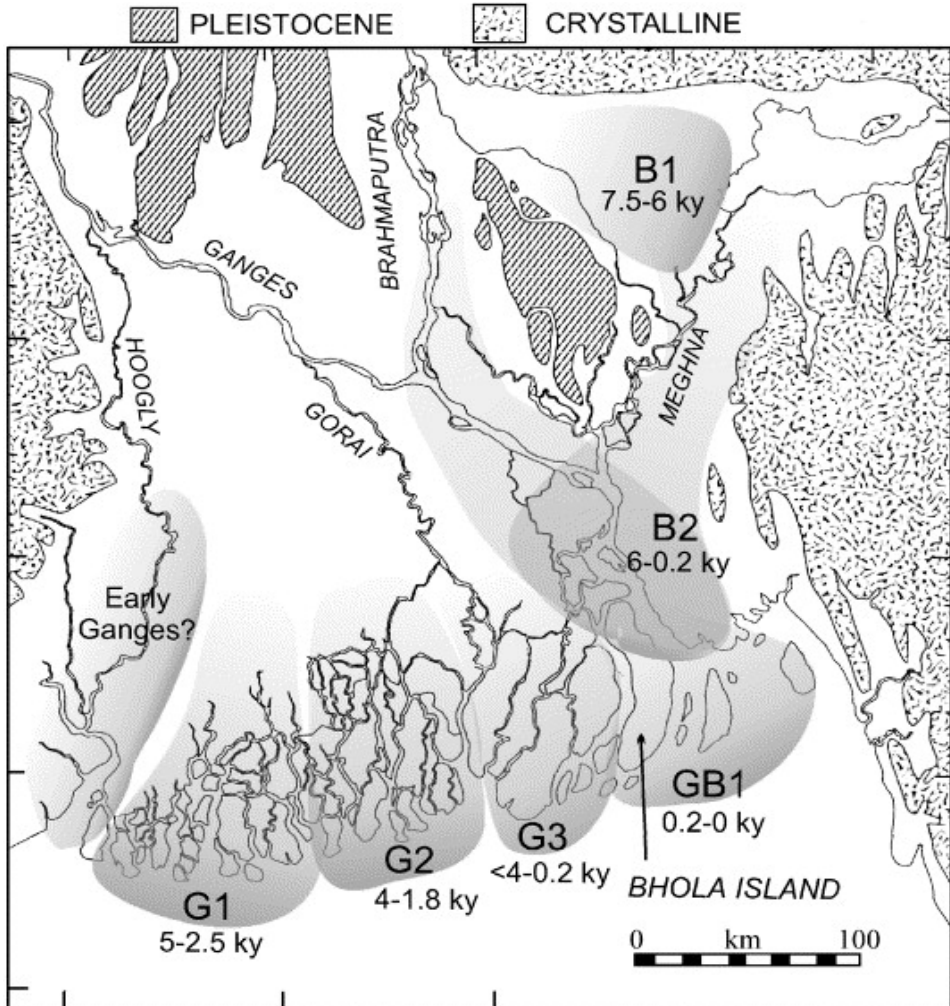 PLEISTOCENE
CRYSTALLINE
B1
7.5-6 ky
BRAHMAPUTRA
GANGES
HOOGLY
GORAI
MEGHNA
B2
6-0.2 ky
Early
Ganges?
GB1
0.2-0 ky
G3
<4-0.2 ky
G2
4-1.8 ky
G1
5-2.5 ky
BHOLA ISLAND
0 km 100